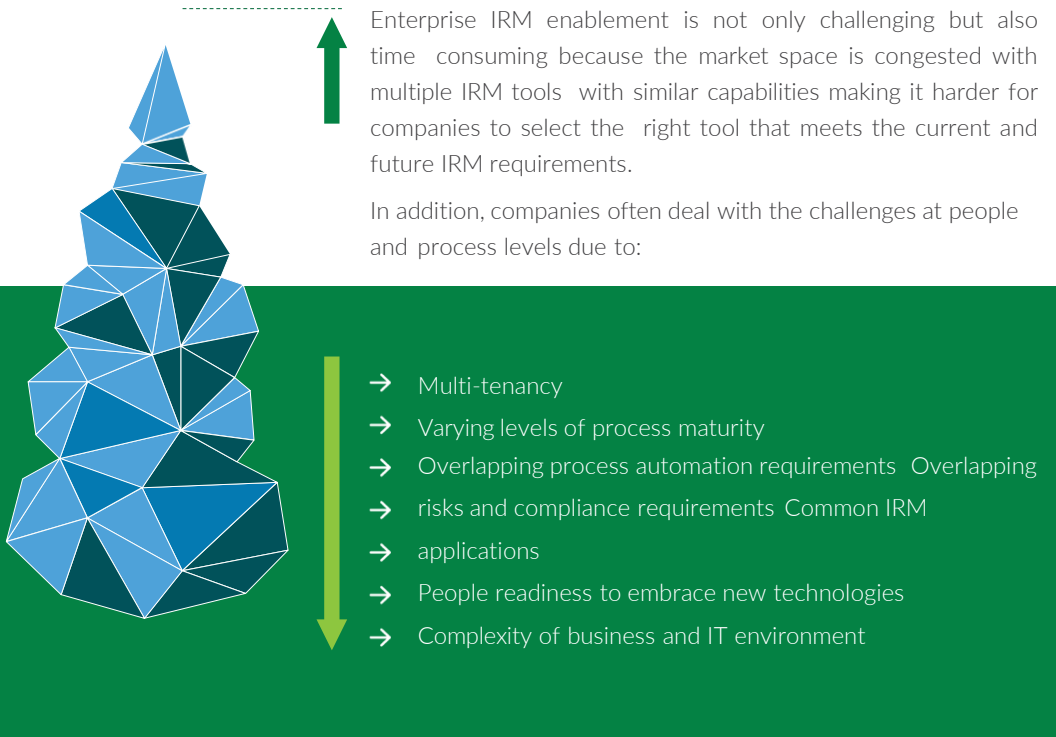 Enterprise IRM enablement is not only challenging but also
time consuming because the market space is congested with
multiple IRM tools with similar capabilities making it harder for
companies to select the right tool that meets the current and
future IRM requirements.
In addition, companies often deal with the challenges at people
and process levels due to:
→ Multi-tenancy
→ Varying levels of process maturity
→ Overlapping process automation requirements Overlapping
→ risks and compliance requirements Common IRM
→ applications
→ People readiness to embrace new technologies
→ Complexity of business and IT environment